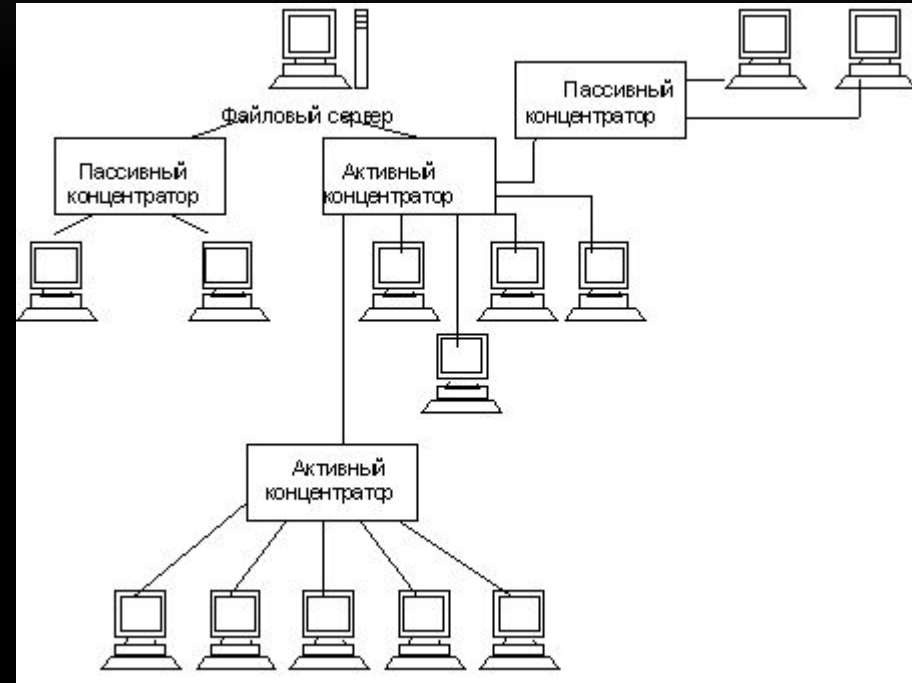 Файловый сервер
Пассивный
концентратор
Пассивный
концентратор
Активный
концентратор
Активный
концентратор